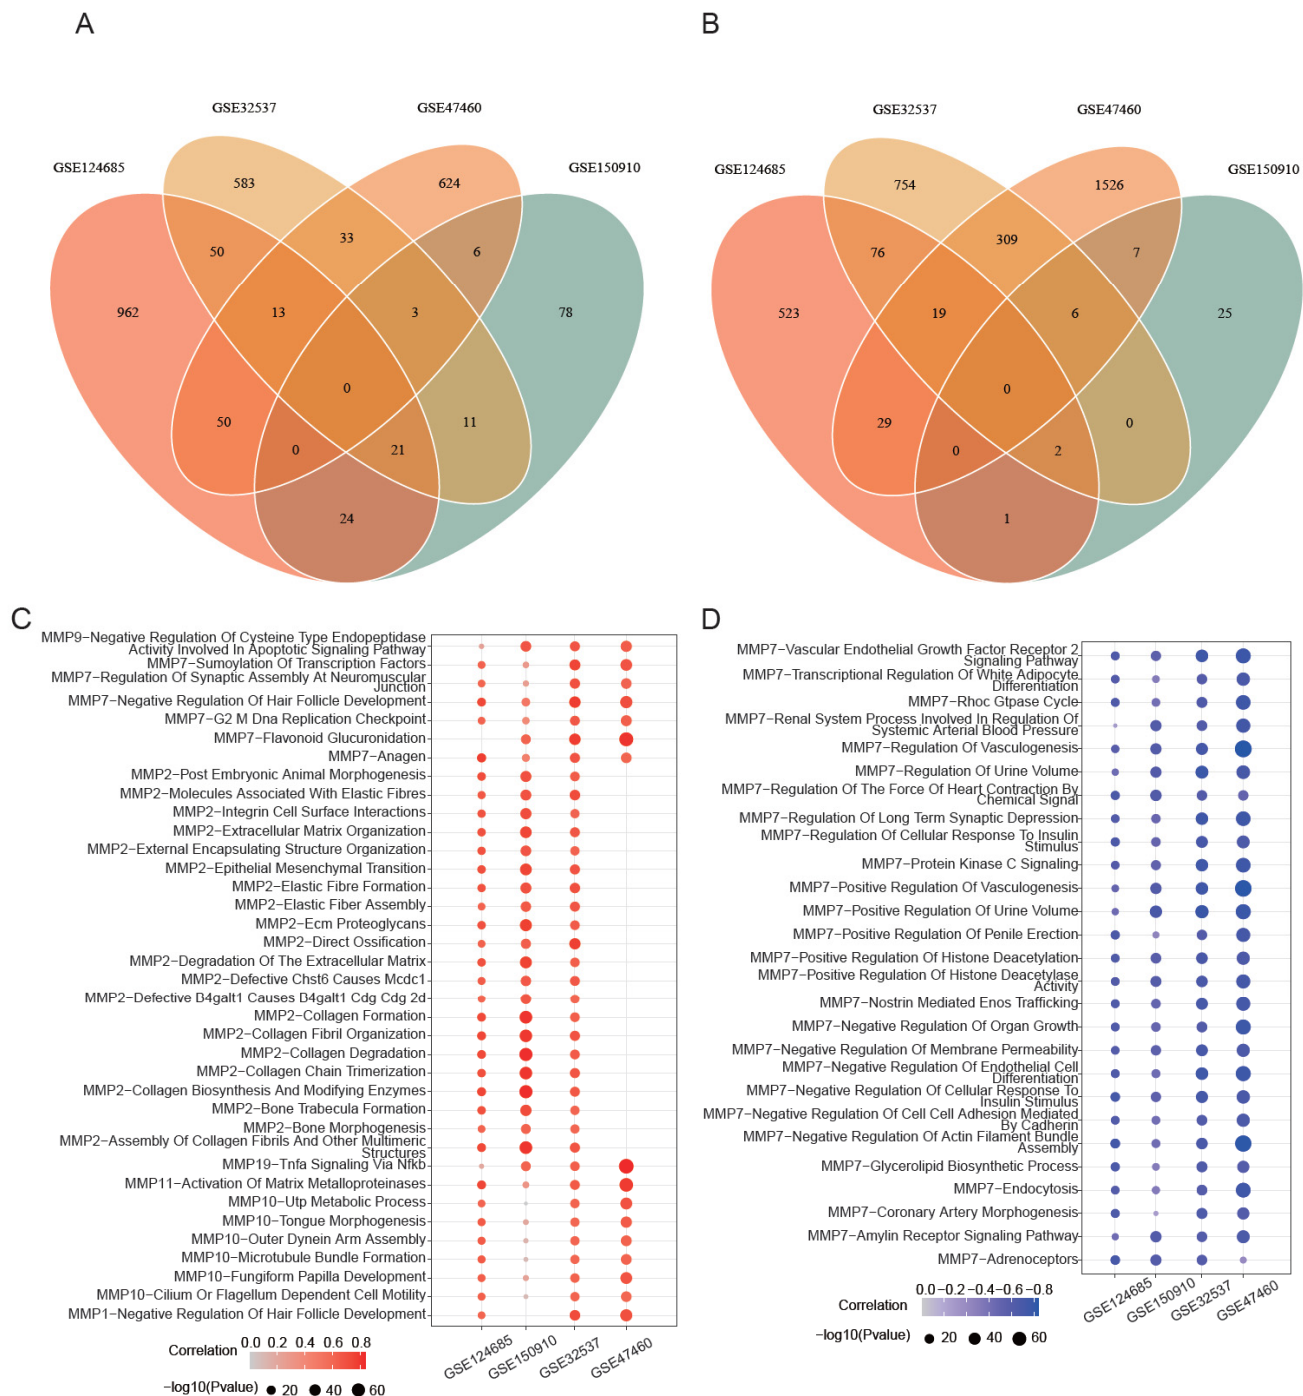 A
B
GSE32537
GSE47460
GSE124685
GSE150910
583
624
50
33
6
962
13
3
78
0
50
11
0
21
24
GSE32537
GSE47460
GSE124685
GSE150910
754
1526
76
309
7
523
19
6
25
0
29
0
0
2
1
C
MMP9−Negative Regulation Of Cysteine Type Endopeptidase
Activity Involved In Apoptotic Signaling Pathway
MMP7−Sumoylation Of Transcription Factors
MMP7−Regulation Of Synaptic Assembly At Neuromuscular
Junction
MMP7−Negative Regulation Of Hair Follicle Development
MMP7−G2 M Dna Replication Checkpoint
MMP7−Flavonoid Glucuronidation
MMP7−Anagen
MMP2−Post Embryonic Animal Morphogenesis
MMP2−Molecules Associated With Elastic Fibres
MMP2−Integrin Cell Surface Interactions
MMP2−Extracellular Matrix Organization
MMP2−External Encapsulating Structure Organization
MMP2−Epithelial Mesenchymal Transition
MMP2−Elastic Fibre Formation
MMP2−Elastic Fiber Assembly
MMP2−Ecm Proteoglycans
MMP2−Direct Ossification
MMP2−Degradation Of The Extracellular Matrix
MMP2−Defective Chst6 Causes Mcdc1
MMP2−Defective B4galt1 Causes B4galt1 Cdg Cdg 2d
MMP2−Collagen Formation
MMP2−Collagen Fibril Organization
MMP2−Collagen Degradation
MMP2−Collagen Chain Trimerization
MMP2−Collagen Biosynthesis And Modifying Enzymes
MMP2−Bone Trabecula Formation
MMP2−Bone Morphogenesis
MMP2−Assembly Of Collagen Fibrils And Other Multimeric
Structures
MMP19−Tnfa Signaling Via Nfkb
MMP11−Activation Of Matrix Metalloproteinases
MMP10−Utp Metabolic Process
MMP10−Tongue Morphogenesis
MMP10−Outer Dynein Arm Assembly
MMP10−Microtubule Bundle Formation
MMP10−Fungiform Papilla Development
MMP10−Cilium Or Flagellum Dependent Cell Motility
MMP1−Negative Regulation Of Hair Follicle Development
GSE124685
GSE150910
GSE32537
GSE47460
0.0 0.2 0.4 0.6 0.8
Correlation
−log10(Pvalue) 20 40 60
D
MMP7−Vascular Endothelial Growth Factor Receptor 2
Signaling Pathway
MMP7−Transcriptional Regulation Of White Adipocyte
Differentiation
MMP7−Rhoc Gtpase Cycle
MMP7−Renal System Process Involved In Regulation Of
Systemic Arterial Blood Pressure
MMP7−Regulation Of Vasculogenesis
MMP7−Regulation Of Urine Volume
MMP7−Regulation Of The Force Of Heart Contraction By
Chemical Signal
MMP7−Regulation Of Long Term Synaptic Depression
MMP7−Regulation Of Cellular Response To Insulin
Stimulus
MMP7−Protein Kinase C Signaling
MMP7−Positive Regulation Of Vasculogenesis
MMP7−Positive Regulation Of Urine Volume
MMP7−Positive Regulation Of Penile Erection
MMP7−Positive Regulation Of Histone Deacetylation
MMP7−Positive Regulation Of Histone Deacetylase
Activity
MMP7−Nostrin Mediated Enos Trafficking
MMP7−Negative Regulation Of Organ Growth
MMP7−Negative Regulation Of Membrane Permeability
MMP7−Negative Regulation Of Endothelial Cell
Differentiation
MMP7−Negative Regulation Of Cellular Response To
Insulin Stimulus
MMP7−Negative Regulation Of Cell Cell Adhesion Mediated
By Cadherin
MMP7−Negative Regulation Of Actin Filament Bundle
Assembly
MMP7−Glycerolipid Biosynthetic Process
MMP7−Endocytosis
MMP7−Coronary Artery Morphogenesis
MMP7−Amylin Receptor Signaling Pathway
MMP7−Adrenoceptors
GSE124685
GSE150910
GSE32537
GSE47460
0.0−0.2−0.4−0.6−0.8
Correlation
−log10(Pvalue) 20 40 60